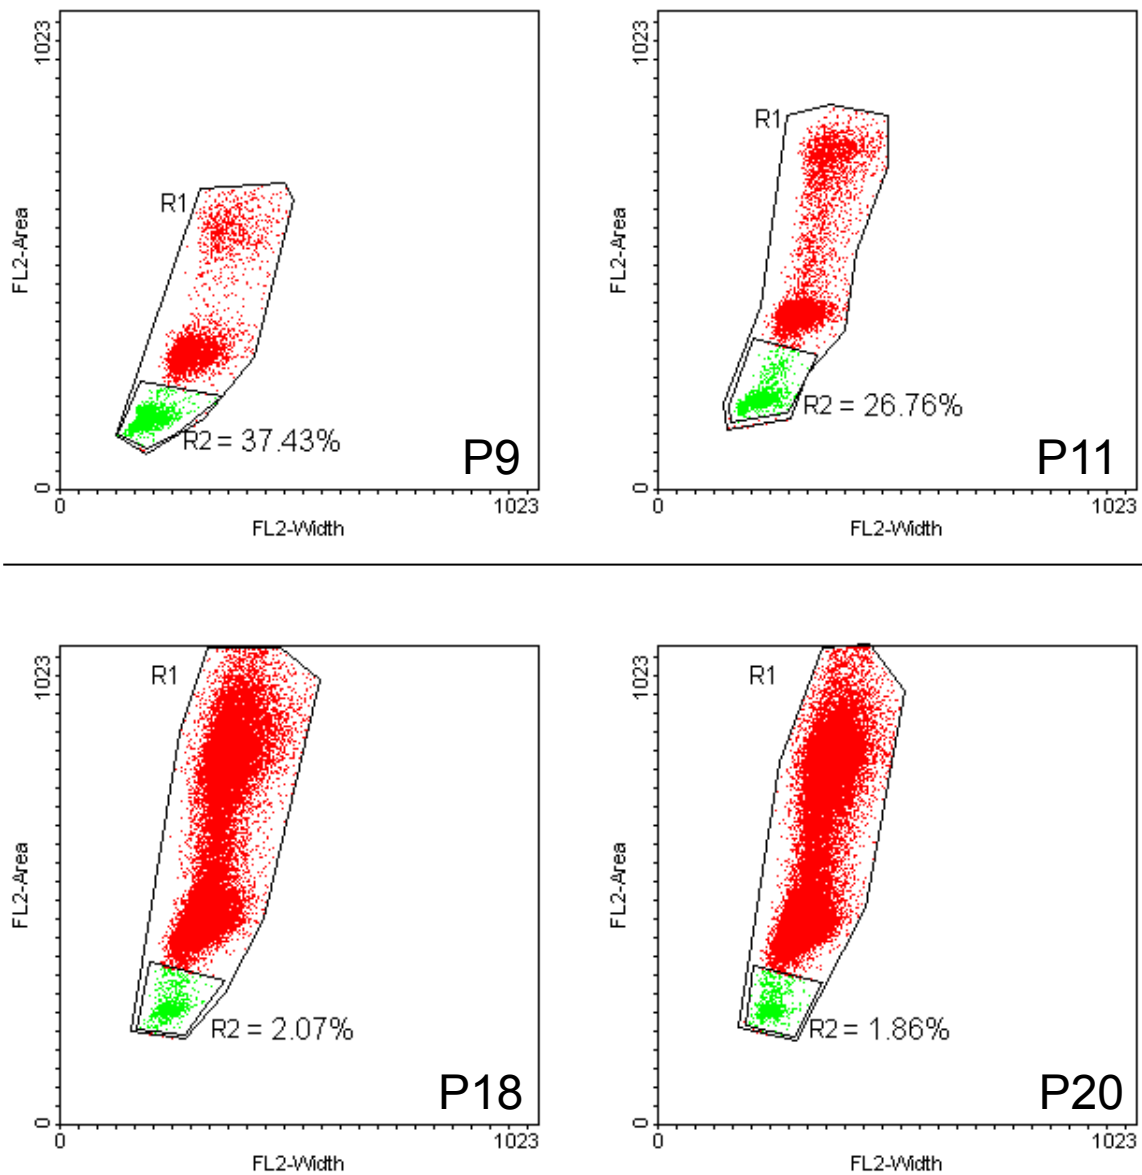 1023
R1
FL2-Area
R2 = 37.43%
P9
0
0
1023
FL2-Width
1023
R1
FL2-Area
R2 = 26.76%
P11
0
0
1023
FL2-Width
1023
R1
FL2-Area
R2 = 2.07%
P18
0
0
1023
FL2-Width
1023
R1
FL2-Area
R2 = 1.86%
P20
0
0
1023
FL2-Width